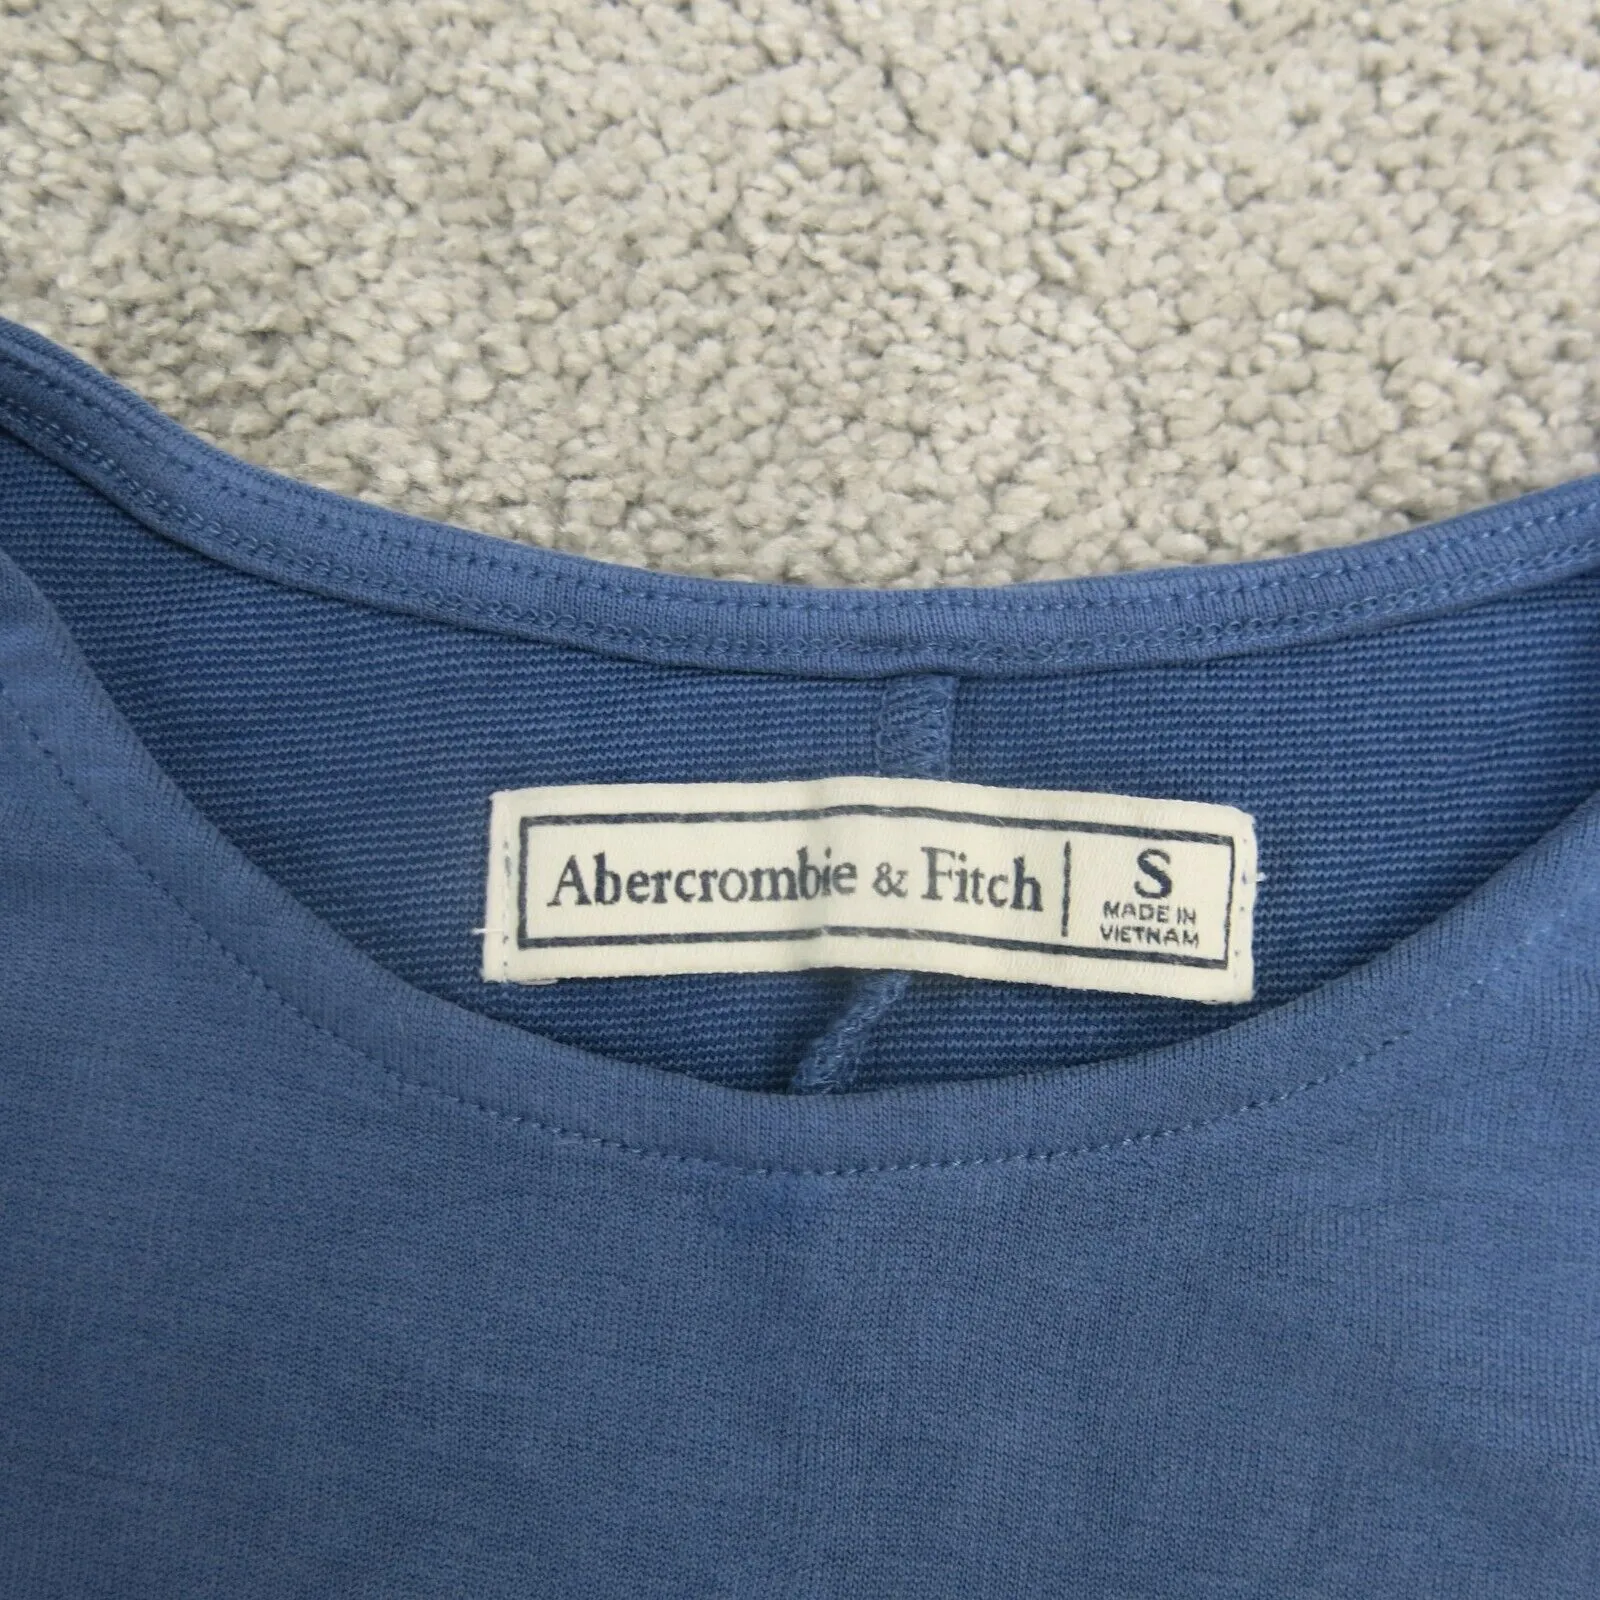 Abercrombie & Fitch
S
MADE IN
VIETNAM